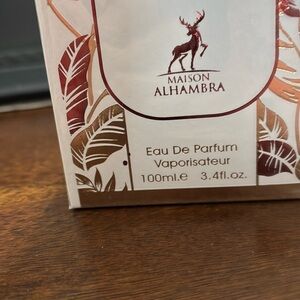 MAISON
ALHAMBRA
Eau De Parfum
Vaporisateur
100ml.e 3.4fl.oz.